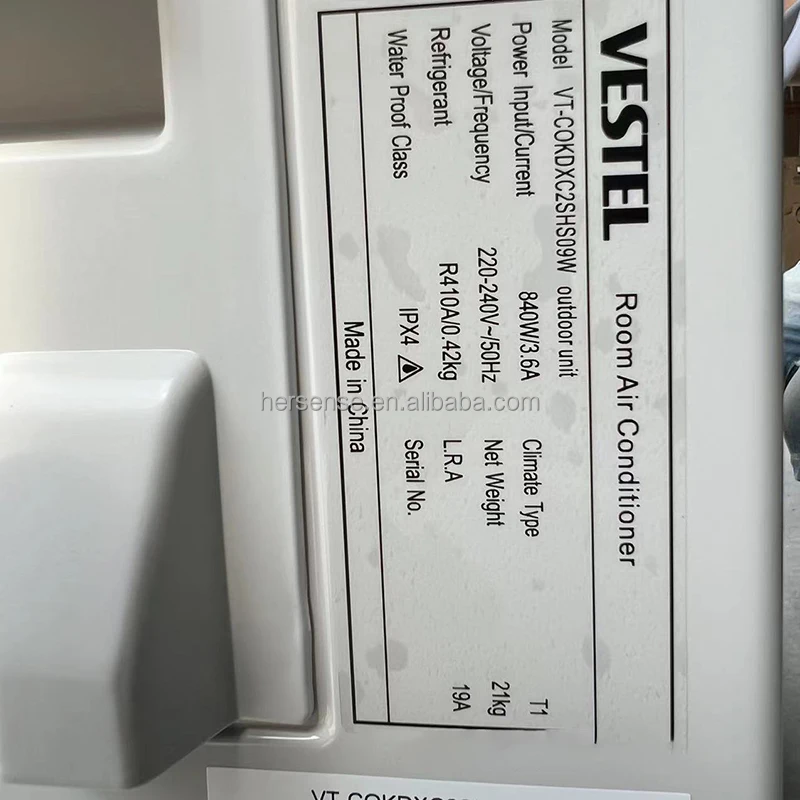 VESTEL Room Air Conditioner
Model VT-COKDXC2SHS09W outdoor unit
Power Input/Current 840W/3.6A Climate Type T1
Voltage/Frequency 220-240V~/50Hz Net Weight 21kg
Refrigerant R410A/0.42kg L.R.A 19A
Water Proof Class IPX4 Serial No.
Made in China
hersense.en.alibaba.com